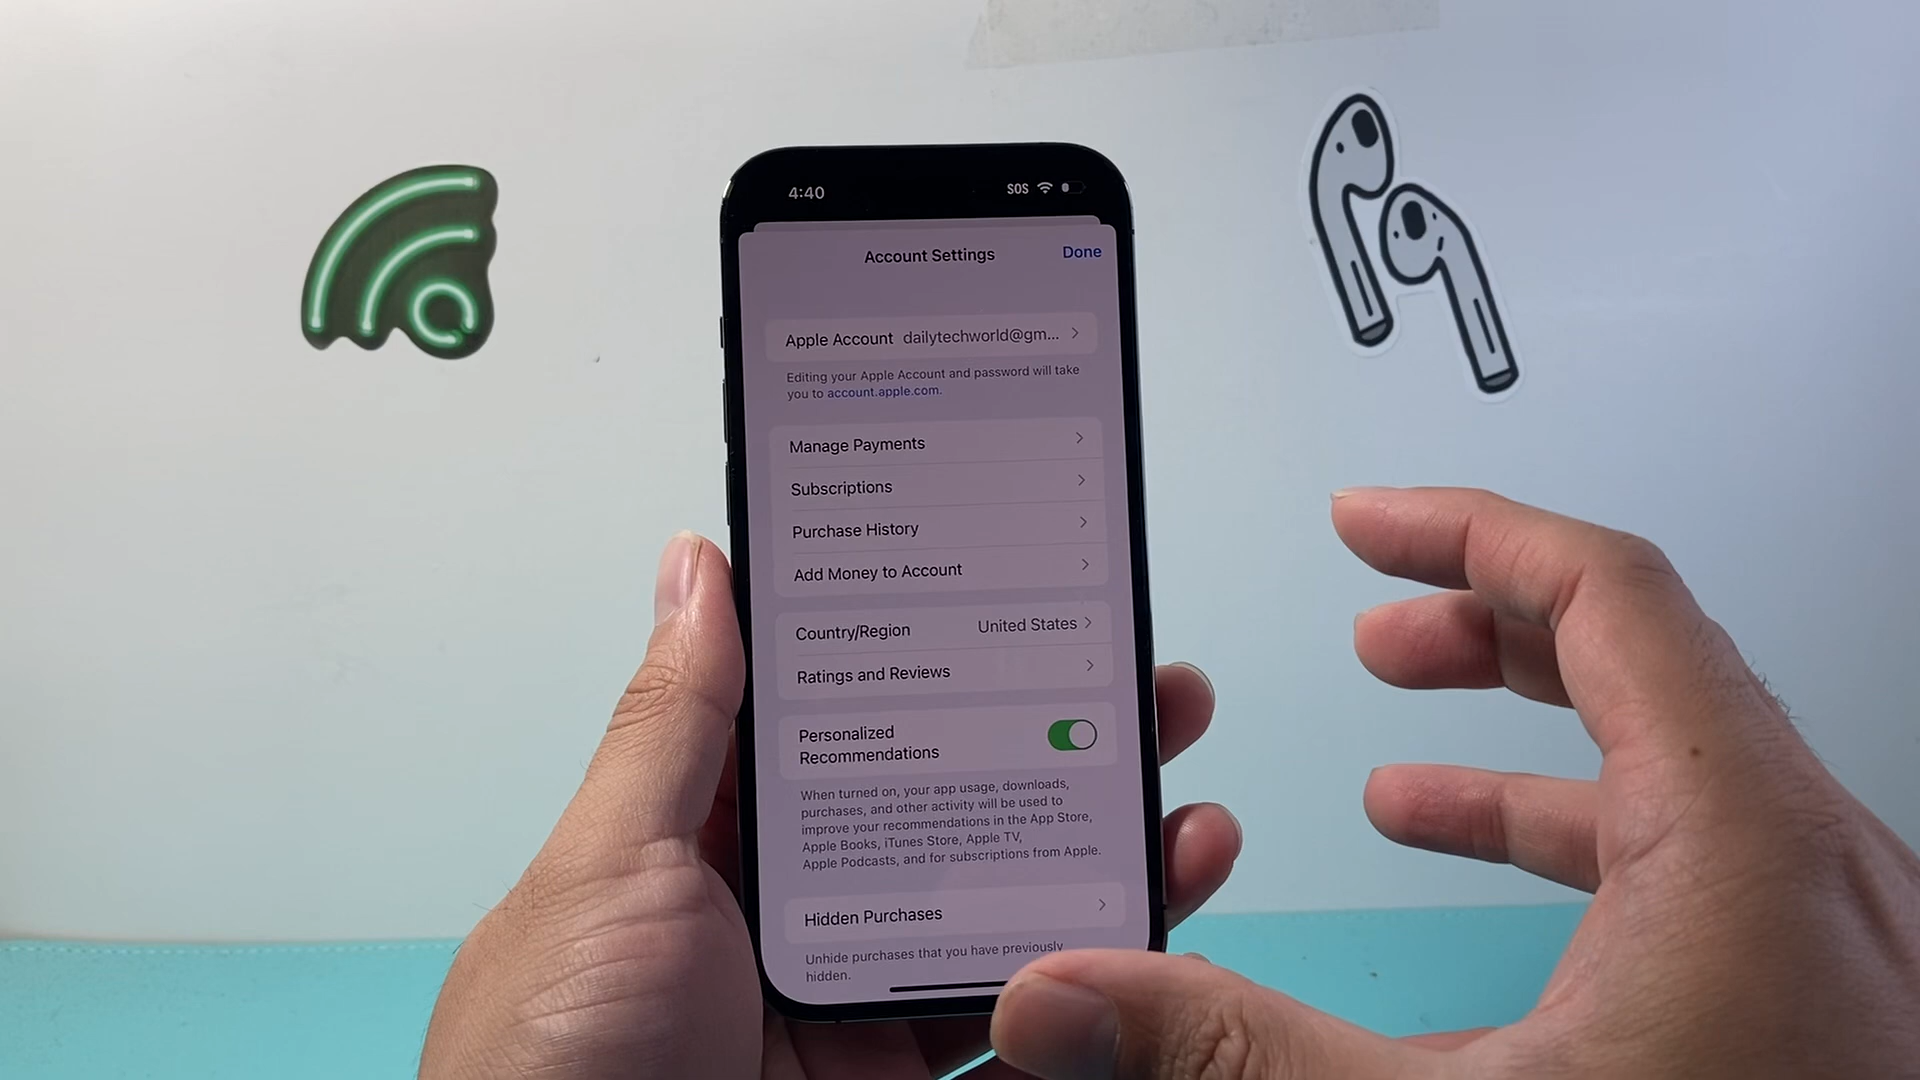 4:40 SOS
Account Settings Done
Apple Account dailytechworld@gm...
Editing your Apple Account and password will take
you to account.apple.com.
Manage Payments
Subscriptions
Purchase History
Add Money to Account
Country/Region United States
Ratings and Reviews
Personalized
Recommendations
When turned on, your app usage, downloads,
purchases, and other activity will be used to
improve your recommendations in the App Store,
Apple Books, iTunes Store, Apple TV,
Apple Podcasts, and for subscriptions from Apple.
Hidden Purchases
Unhide purchases that you have previously
hidden.